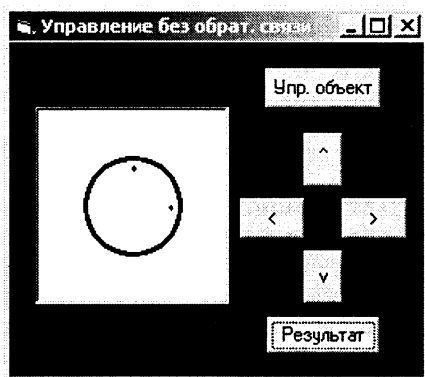 Управление без обрат. связи
Упр. объект
^
< >
v
Результат